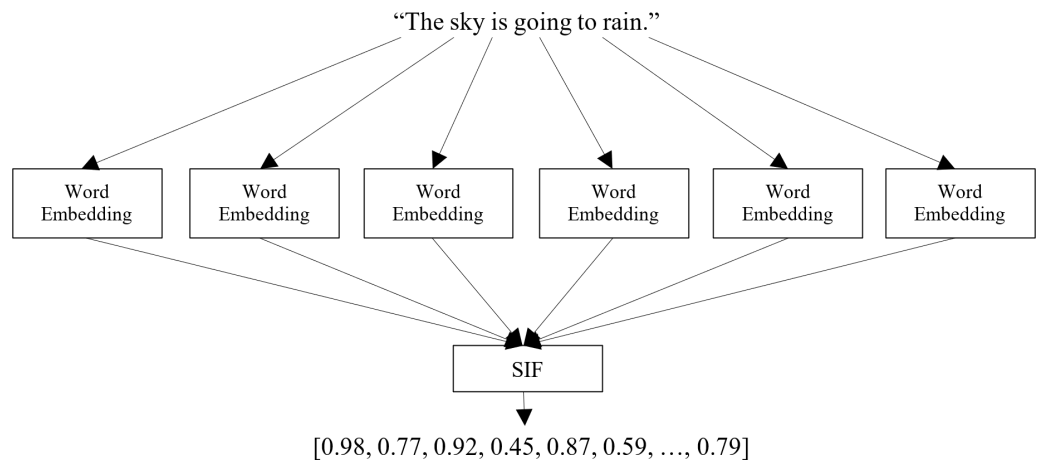 “The sky is going to rain.”
Word Embedding
Word Embedding
Word Embedding
Word Embedding
Word Embedding
Word Embedding
SIF
[0.98, 0.77, 0.92, 0.45, 0.87, 0.59, …, 0.79]